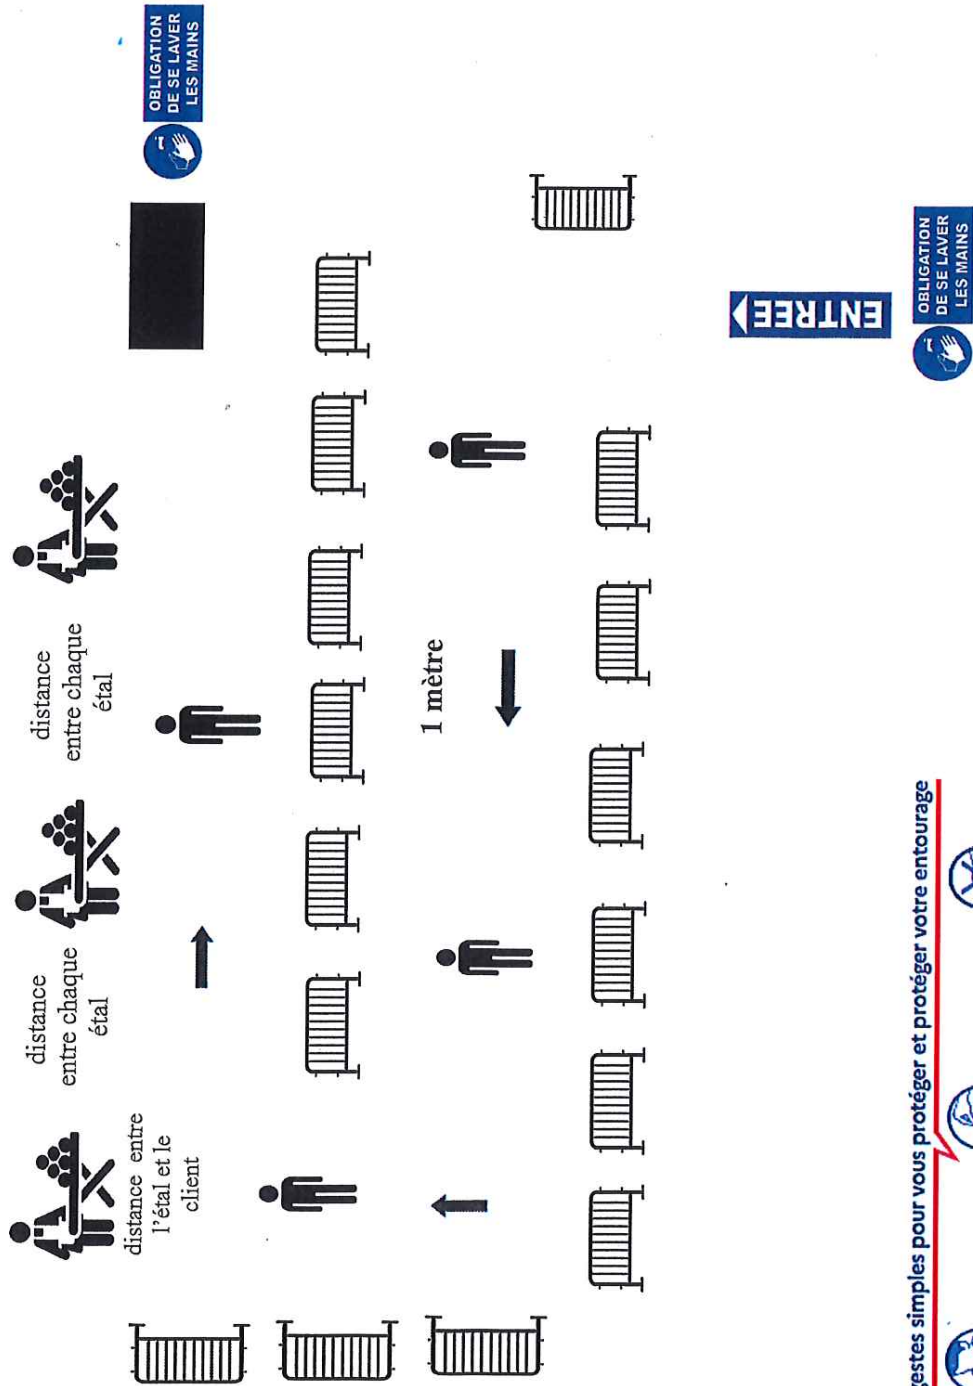 OBLIGATION
DE SE LAVER
LES MAINS
distance
entre chaque
étal
distance
entre chaque
étal
distance entre
l'étal et le
client
1 mètre
ENTREE
OBLIGATION
DE SE LAVER
LES MAINS
gestes simples pour vous protéger et protéger votre entourage